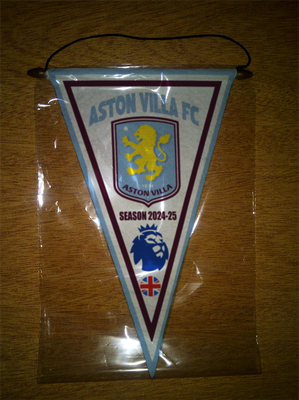 ASTON VILLA FC
ASTON VILLA
SEASON 2024-25